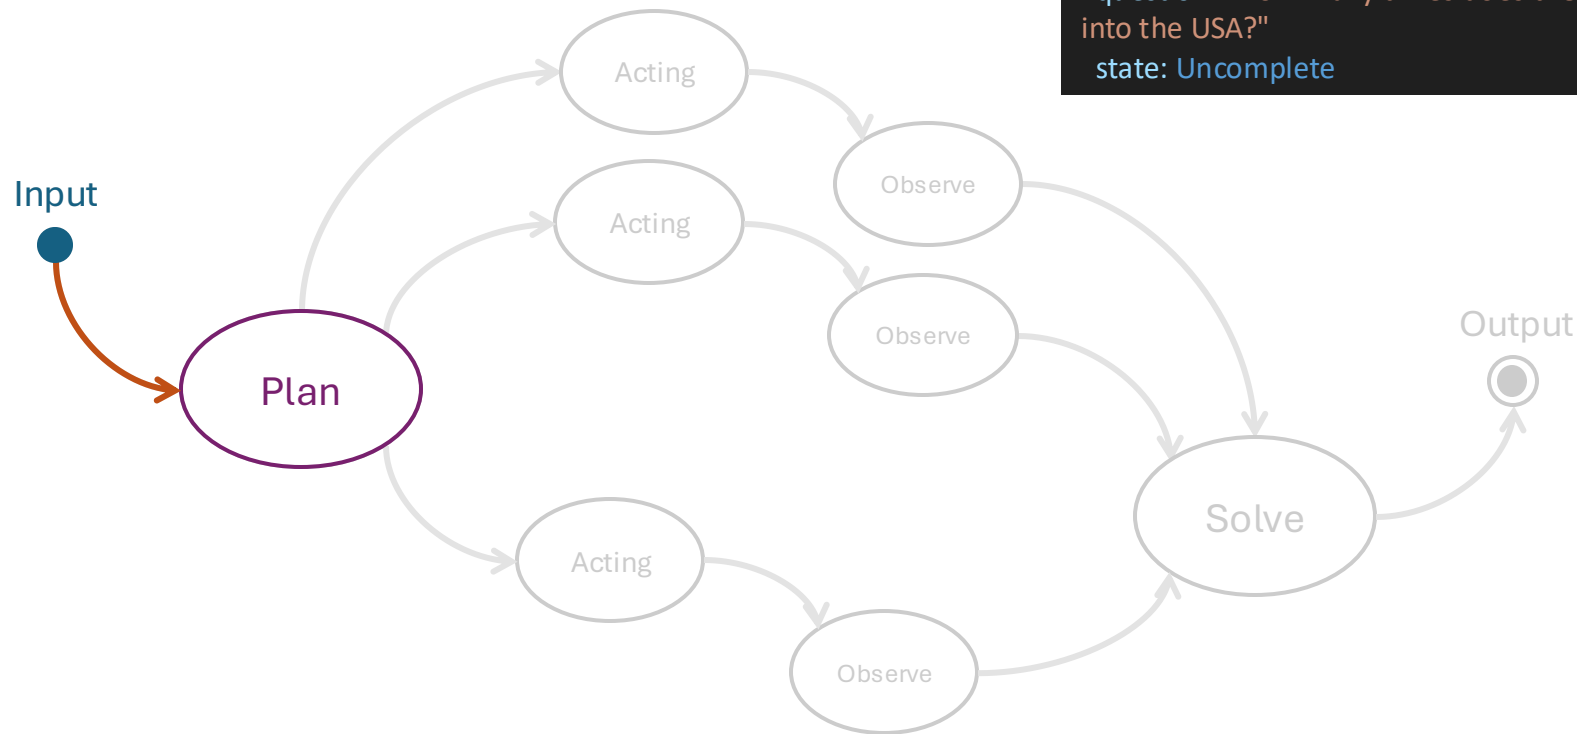 into the USA?"
state: Uncomplete
Acting
Observe
Input
Acting
Observe
Output
Plan
Solve
Acting
Observe